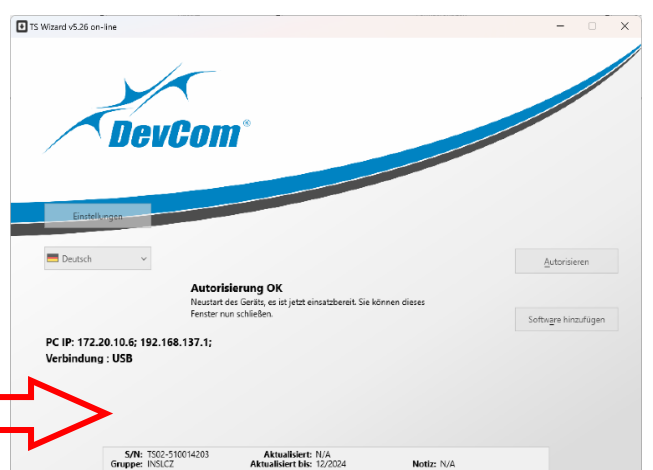 TS Wizard v5.26 on-line
DevCom®
Einstellungen
Deutsch
Autorisieren
Autorisierung OK
Neustart des Geräts, es ist jetzt einsatzbereit. Sie können dieses
Fenster nun schließen.
Software hinzufügen
PC IP: 172.20.10.6; 192.168.137.1;
Verbindung : USB
S/N: TS02-510014203 Aktualisiert: N/A
Gruppe: INSLCZ Aktualisiert bis: 12/2024 Notiz: N/A